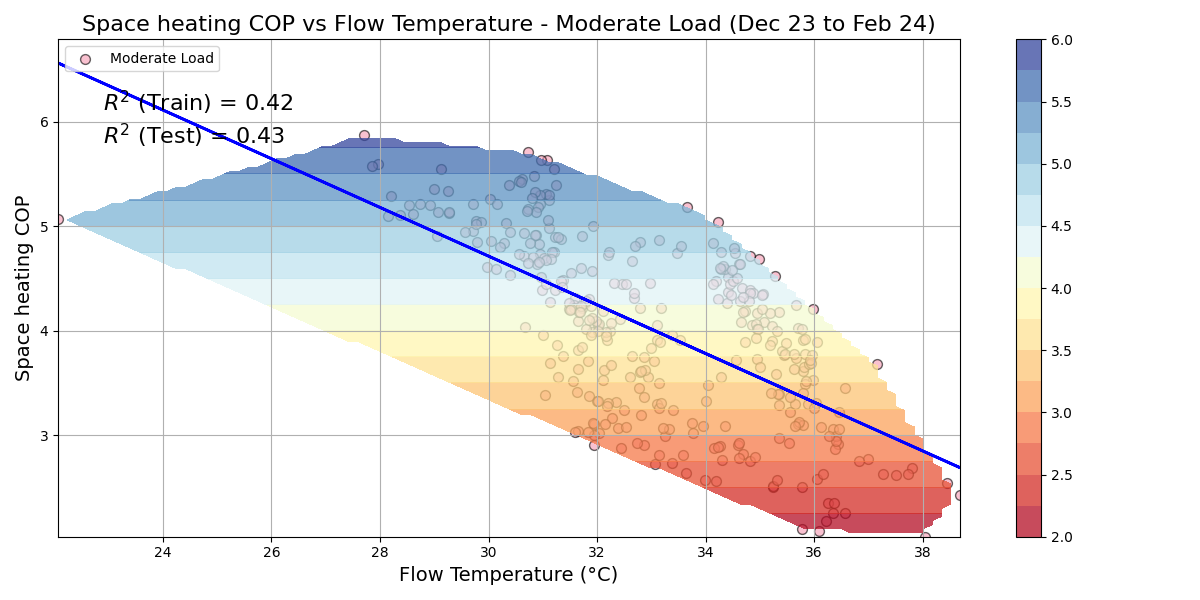 Space heating COP vs Flow Temperature - Moderate Load (Dec 23 to Feb 24)
Moderate Load
R² (Train) = 0.42
R² (Test) = 0.43
Space heating COP
6
5
4
3
24 26 28 30 32 34 36 38
Flow Temperature (°C)
6.0
5.5
5.0
4.5
4.0
3.5
3.0
2.5
2.0